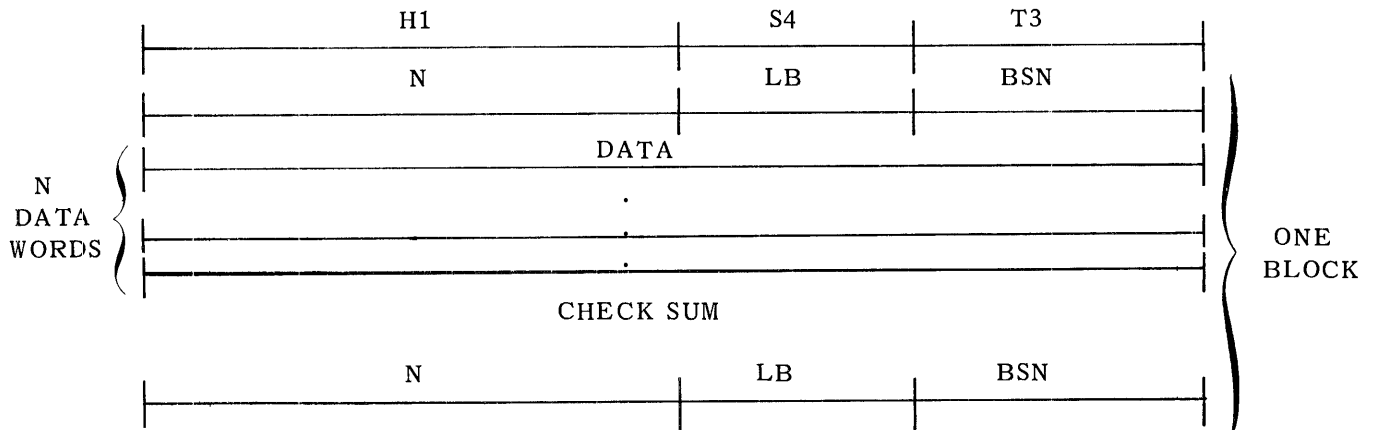 H1 S4 T3
N LB BSN
DATA
N
DATA
WORDS
ONE
BLOCK
CHECK SUM
N LB BSN